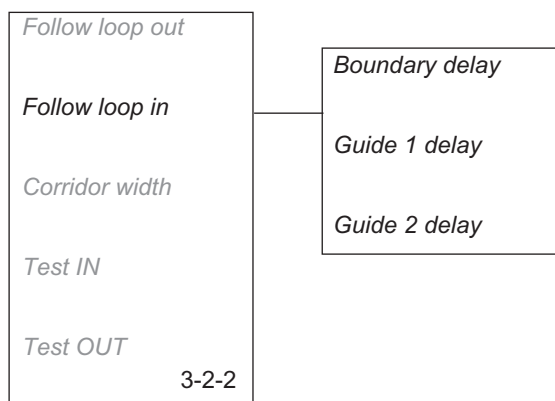 Follow loop out
Follow loop in
Corridor width
Test IN
Test OUT
3-2-2
Boundary delay
Guide 1 delay
Guide 2 delay